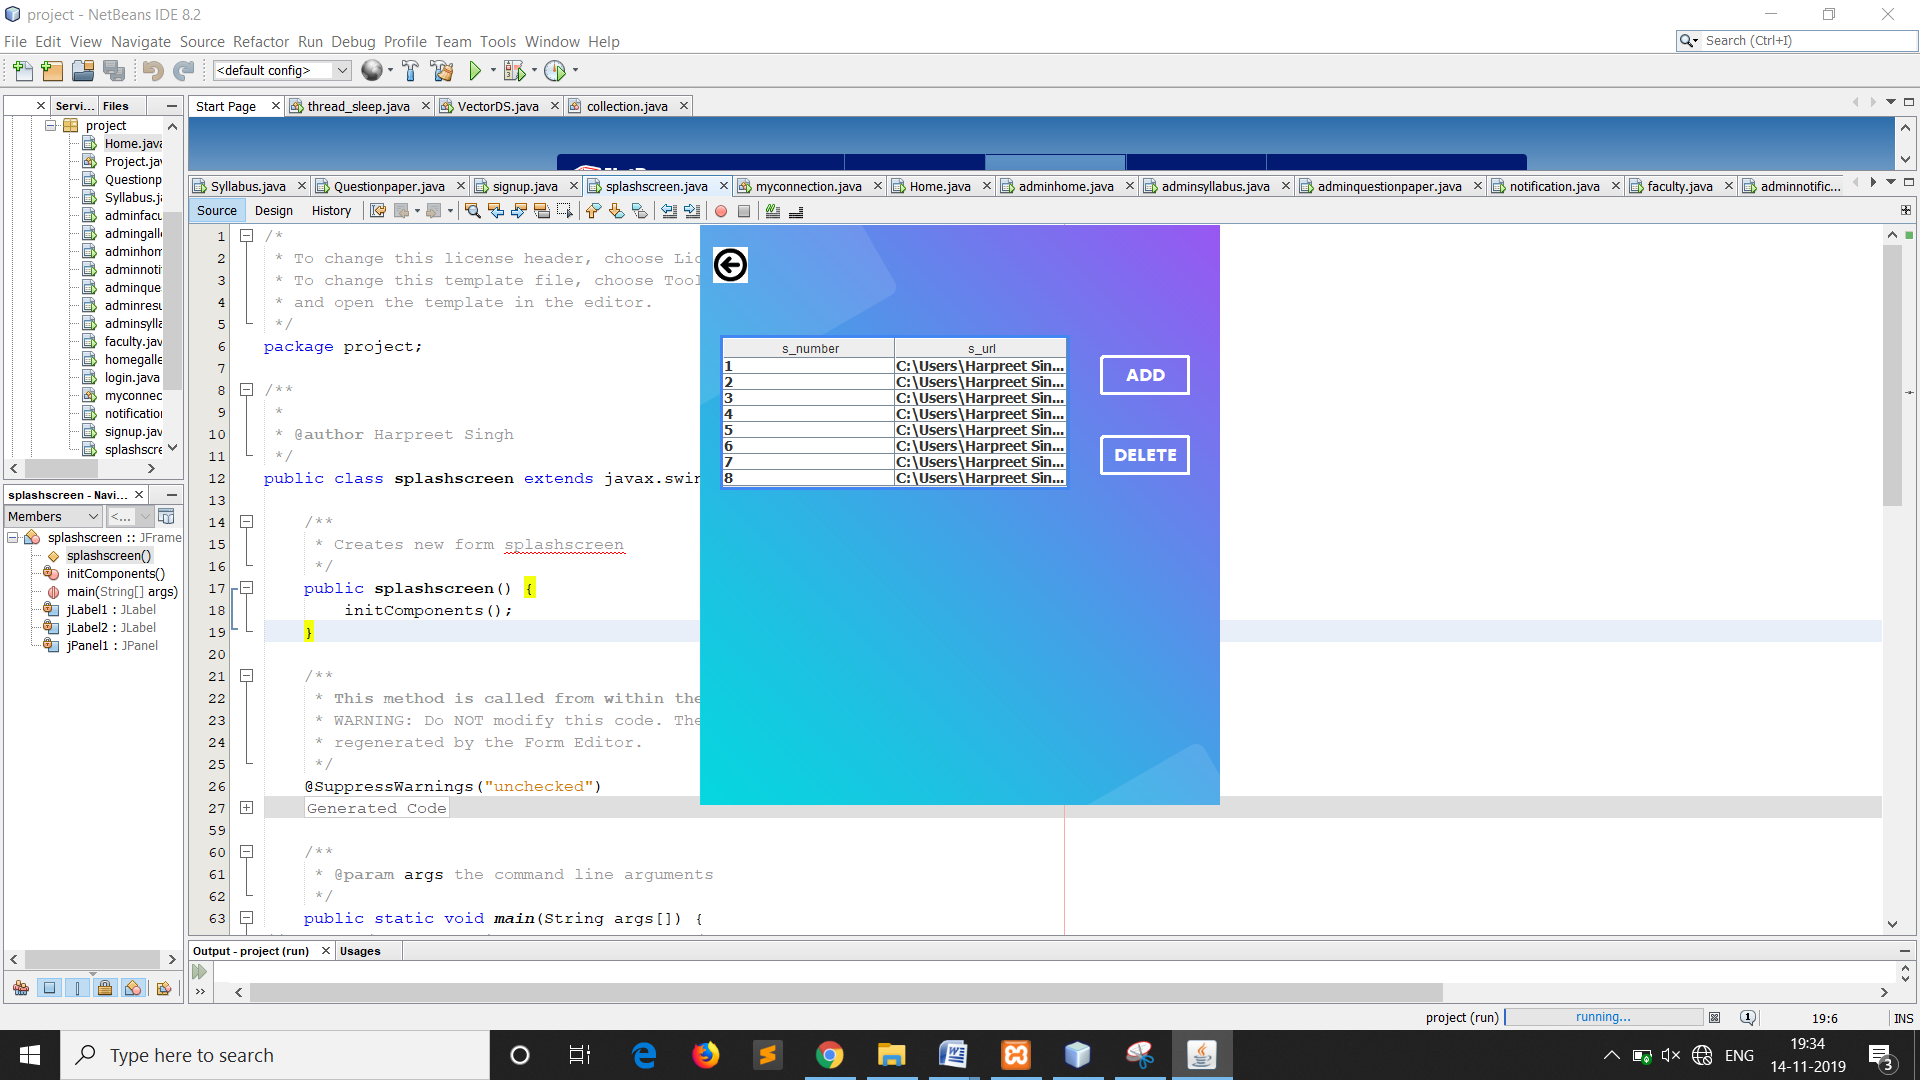 project - NetBeans IDE 8.2
File Edit View Navigate Source Refactor Run Debug Profile Team Tools Window Help
Search (Ctrl+I)
<default config>
Servi... Files
Start Page thread_sleep.java VectorDS.java collection.java
project
Home.java
Project.jav
Questionp
Syllabus.ja
adminfacu
admingalle
adminhom
adminnoti
adminque
adminresu
adminsylla
faculty.jav
homegalle
login.java
myconnec
notification
signup.jav
splashscre
Syllabus.java Questionpaper.java signup.java splashscreen.java myconnection.java Home.java adminhome.java adminsyllabus.java adminquestionpaper.java notification.java faculty.java adminnotific...
Source Design History
1 /*
2 * To change this license header, choose Lic
3 * To change this template file, choose Tool
4 * and open the template in the editor.
5 */
6 package project;
7
8 /**
9 *
10 * @author Harpreet Singh
11 */
12 public class splashscreen extends javax.swin
13
14 /**
15 * Creates new form splashscreen
16 */
17 public splashscreen() {
18 initComponents();
19 }
20
21 /**
22 * This method is called from within the
23 * WARNING: Do NOT modify this code. The
24 * regenerated by the Form Editor.
25 */
26 @SuppressWarnings("unchecked")
27 Generated Code
59
60 /**
61 * @param args the command line arguments
62 */
63 public static void main(String args[]) {
s_number s_url
1 C:\Users\Harpreet Sin...
2 C:\Users\Harpreet Sin...
3 C:\Users\Harpreet Sin...
4 C:\Users\Harpreet Sin...
5 C:\Users\Harpreet Sin...
6 C:\Users\Harpreet Sin...
7 C:\Users\Harpreet Sin...
8 C:\Users\Harpreet Sin...
ADD
DELETE
splashscreen - Navi...
Members <...
splashscreen :: JFrame
splashscreen()
initComponents()
main(String[] args)
jLabel1 : JLabel
jLabel2 : JLabel
jPanel1 : JPanel
Output - project (run) Usages
project (run) running... 1 19:6 INS
Type here to search
ENG
19:34
14-11-2019
3